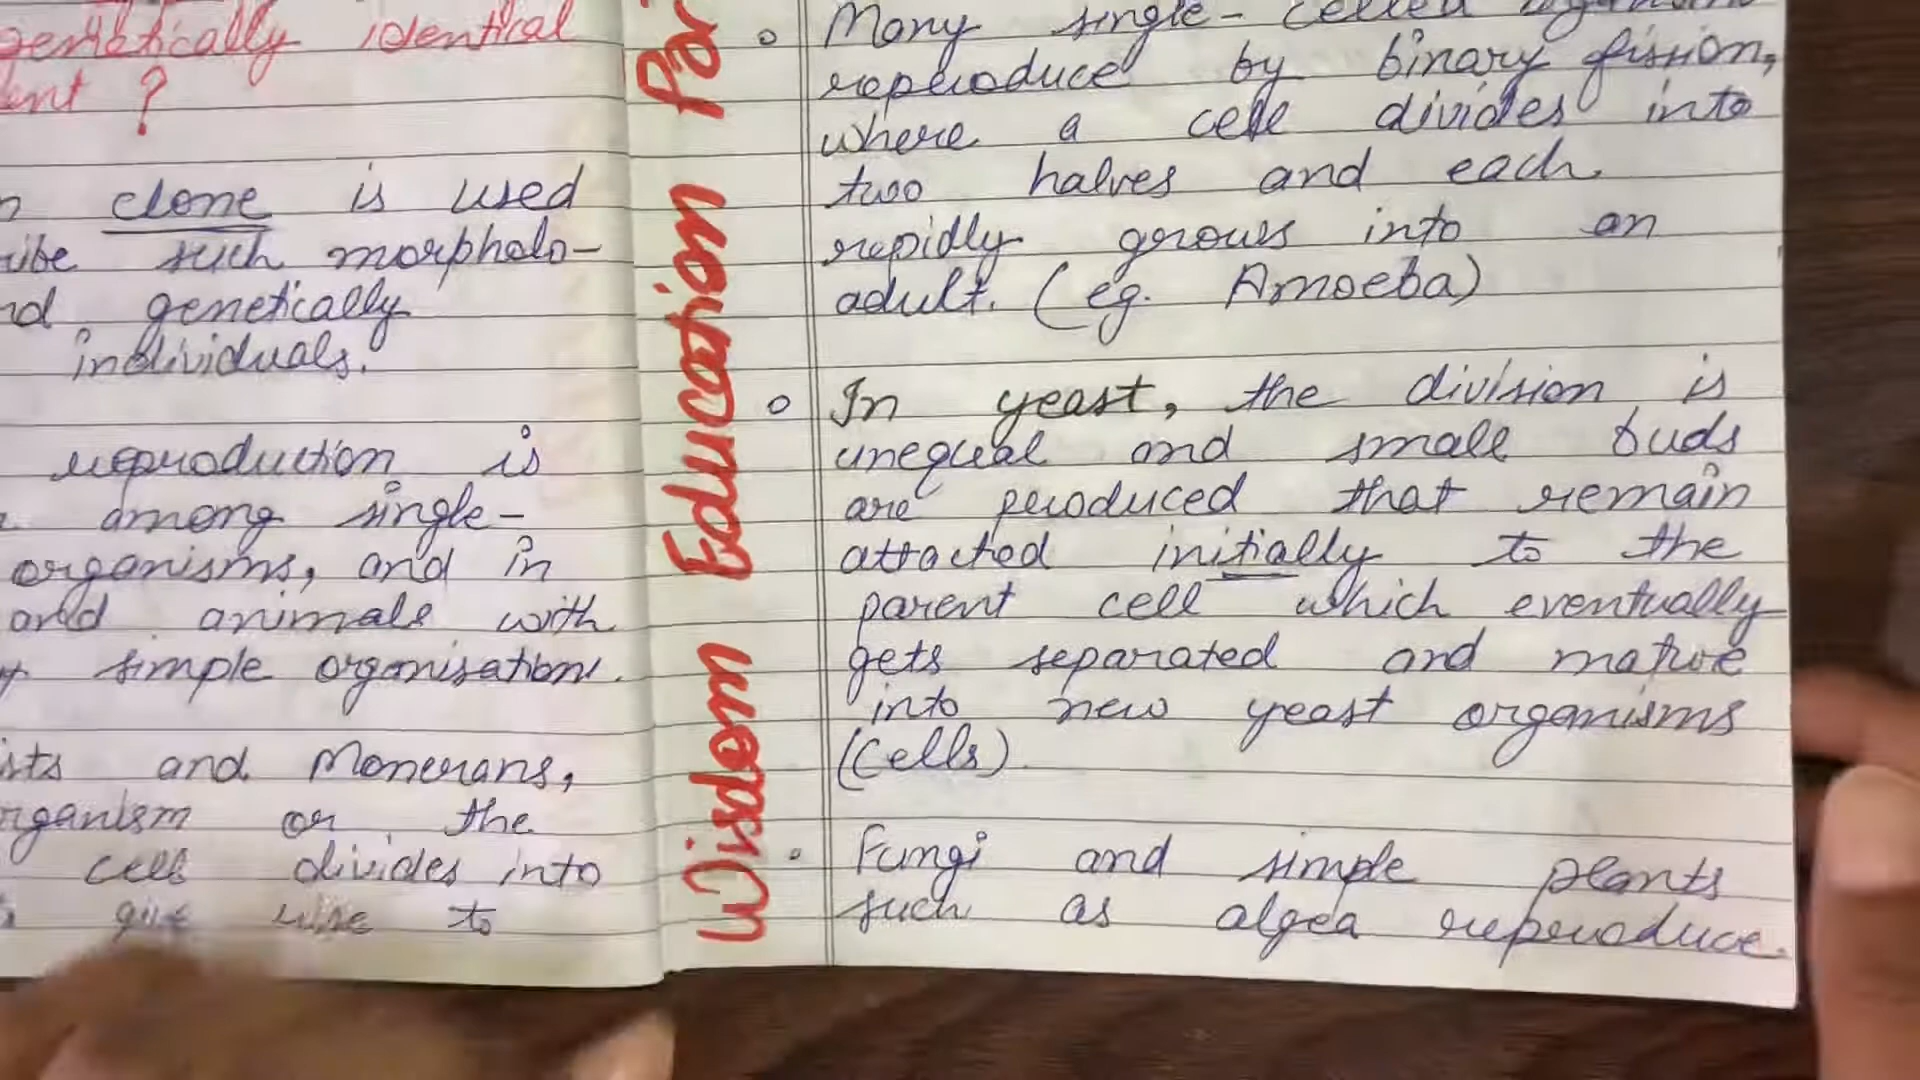 genetically identical
ent ?
clone is used
ibe such morpholo-
nd genetically
individuals.
reproduction is
among single-
organisms, and in
and animals with
simple organisation.
sts and Monerans,
rganism or the
cell divides into
give rise to
Wisdom Education Poi
Many single-celled
reproduce by binary fission,
where a cell divides into
two halves and each
rapidly grows into an
adult. (eg. Amoeba)
In yeast, the division is
unequal and small buds
are produced that remain
attacted initially to the
parent cell which eventually
gets separated and mature
into new yeast organisms
(Cells).
Fungi and simple plants
such as algea reproduce